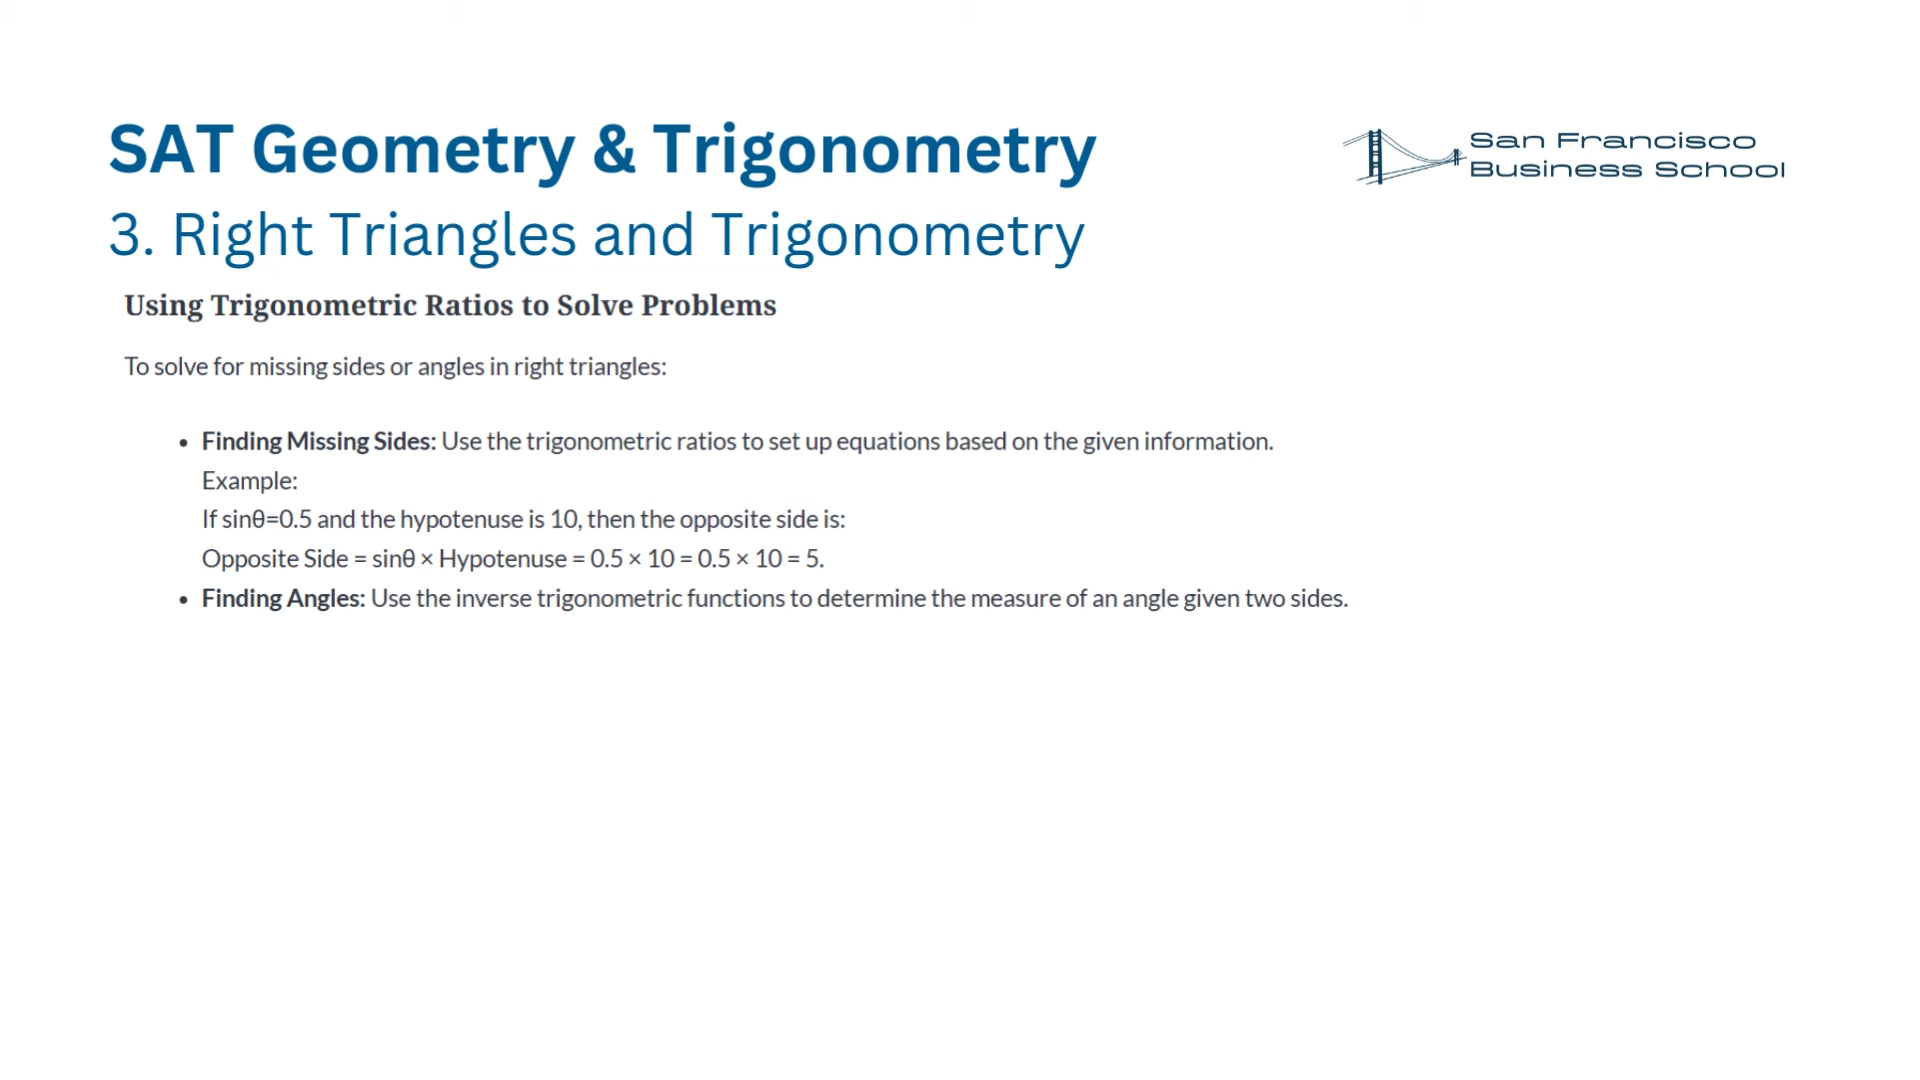 SAT Geometry & Trigonometry
San Francisco
Business School
3. Right Triangles and Trigonometry
Using Trigonometric Ratios to Solve Problems
To solve for missing sides or angles in right triangles:
• Finding Missing Sides: Use the trigonometric ratios to set up equations based on the given information.
Example:
If sinθ=0.5 and the hypotenuse is 10, then the opposite side is:
Opposite Side = sinθ × Hypotenuse = 0.5 × 10 = 0.5 × 10 = 5.
• Finding Angles: Use the inverse trigonometric functions to determine the measure of an angle given two sides.